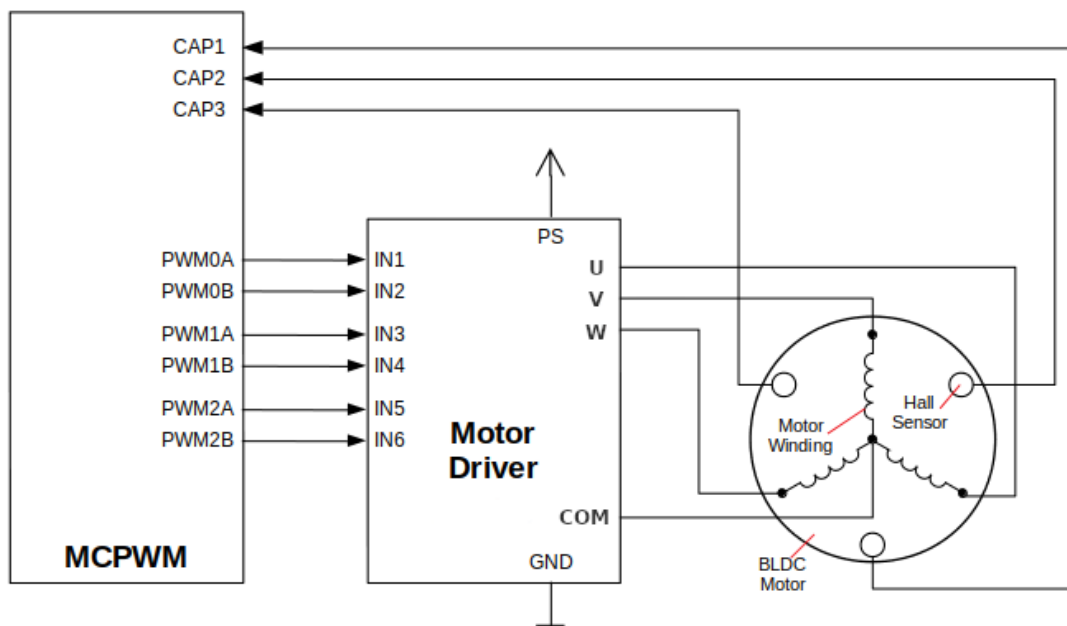 CAP1
CAP2
CAP3
PWM0A
PWM0B
PWM1A
PWM1B
PWM2A
PWM2B
MCPWM
PS
IN1
IN2
IN3
IN4
IN5
IN6
U
V
W
Motor
Driver
COM
GND
Motor
Winding
Hall
Sensor
BLDC
Motor